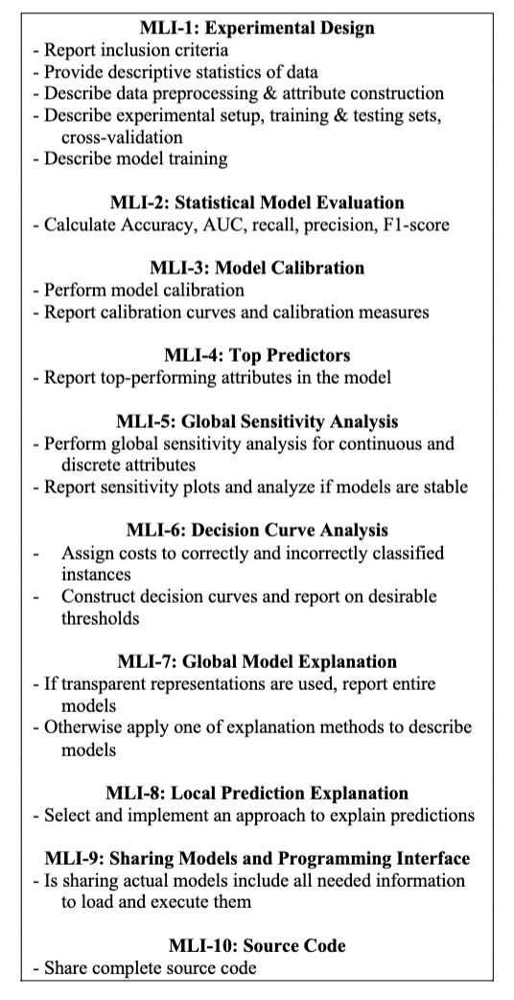 MLI-1: Experimental Design
- Report inclusion criteria
- Provide descriptive statistics of data
- Describe data preprocessing & attribute construction
- Describe experimental setup, training & testing sets,
cross-validation
- Describe model training
MLI-2: Statistical Model Evaluation
- Calculate Accuracy, AUC, recall, precision, F1-score
MLI-3: Model Calibration
- Perform model calibration
- Report calibration curves and calibration measures
MLI-4: Top Predictors
- Report top-performing attributes in the model
MLI-5: Global Sensitivity Analysis
- Perform global sensitivity analysis for continuous and
discrete attributes
- Report sensitivity plots and analyze if models are stable
MLI-6: Decision Curve Analysis
- Assign costs to correctly and incorrectly classified
instances
- Construct decision curves and report on desirable
thresholds
MLI-7: Global Model Explanation
- If transparent representations are used, report entire
models
- Otherwise apply one of explanation methods to describe
models
MLI-8: Local Prediction Explanation
- Select and implement an approach to explain predictions
MLI-9: Sharing Models and Programming Interface
- Is sharing actual models include all needed information
to load and execute them
MLI-10: Source Code
- Share complete source code